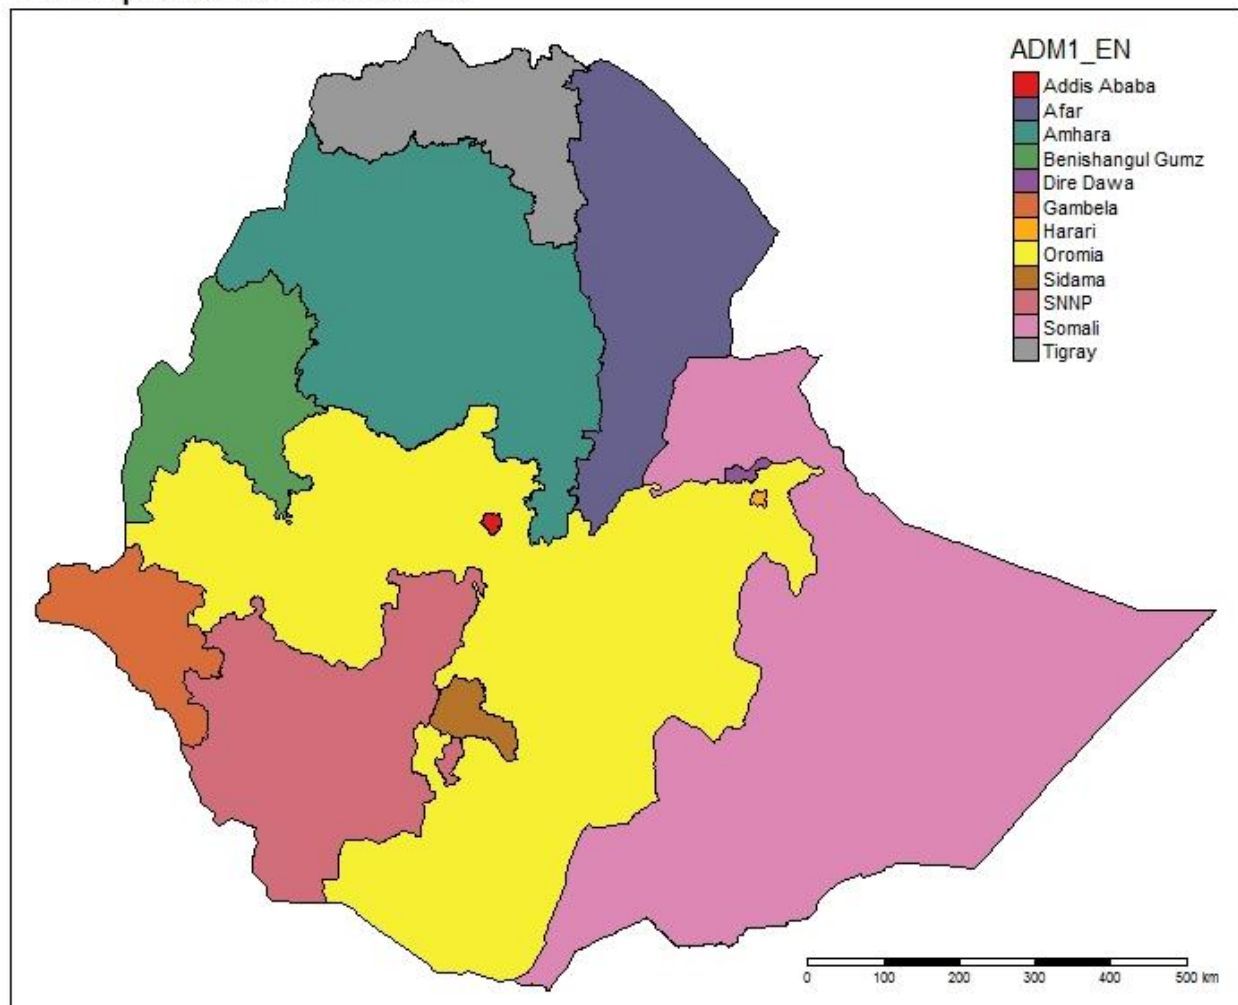 ADM1_EN
Addis Ababa
Afar
Amhara
Benishangul Gumz
Dire Dawa
Gambela
Harari
Oromia
Sidama
SNNP
Somali
Tigray
0 100 200 300 400 500 km